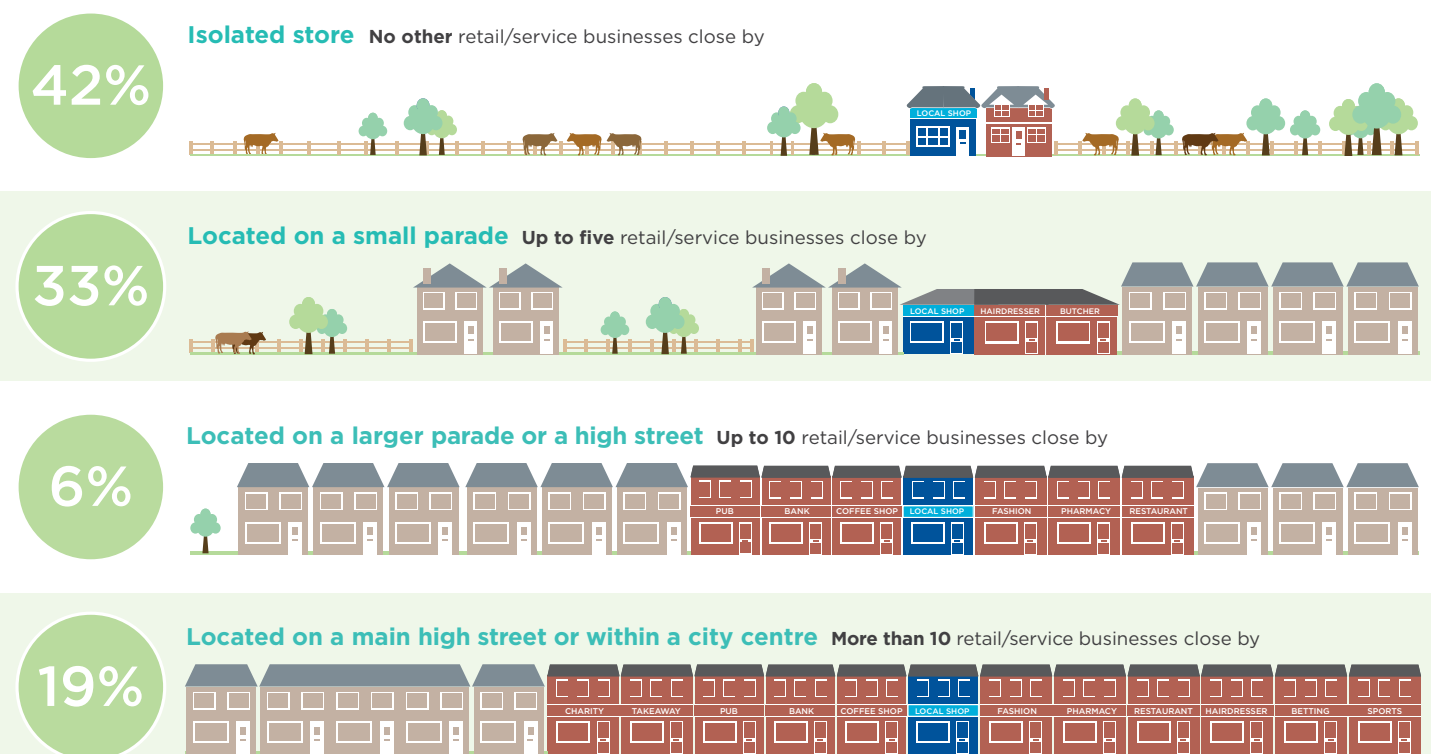 42%
Isolated store No other retail/service businesses close by
LOCAL SHOP
33%
Located on a small parade Up to five retail/service businesses close by
LOCAL SHOP HAIRDRESSER BUTCHER
6%
Located on a larger parade or a high street Up to 10 retail/service businesses close by
PUB BANK COFFEE SHOP LOCAL SHOP FASHION PHARMACY RESTAURANT
19%
Located on a main high street or within a city centre More than 10 retail/service businesses close by
CHARITY TAKEAWAY PUB BANK COFFEE SHOP LOCAL SHOP FASHION PHARMACY RESTAURANT HAIRDRESSER BETTING SPORTS